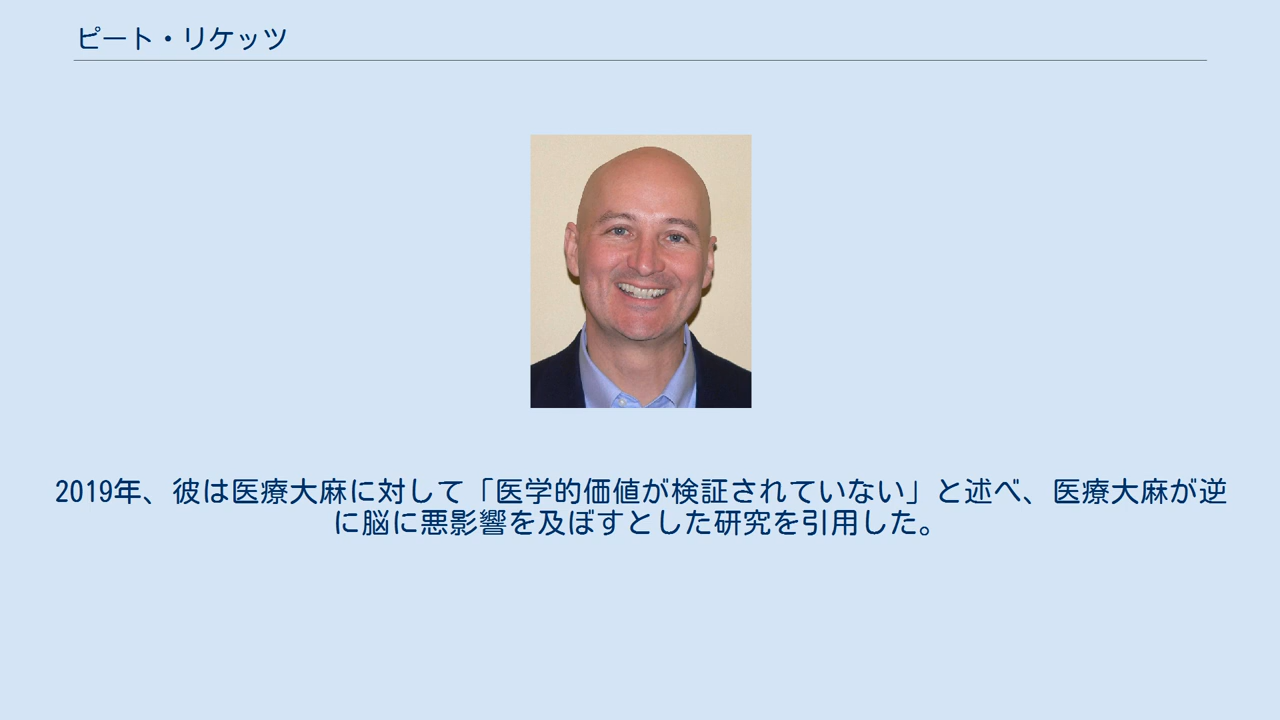 ピート・リケッツ
2019年、彼は医療大麻に対して「医学的価値が検証されていない」と述べ、医療大麻が逆
に脳に悪影響を及ぼすとした研究を引用した。